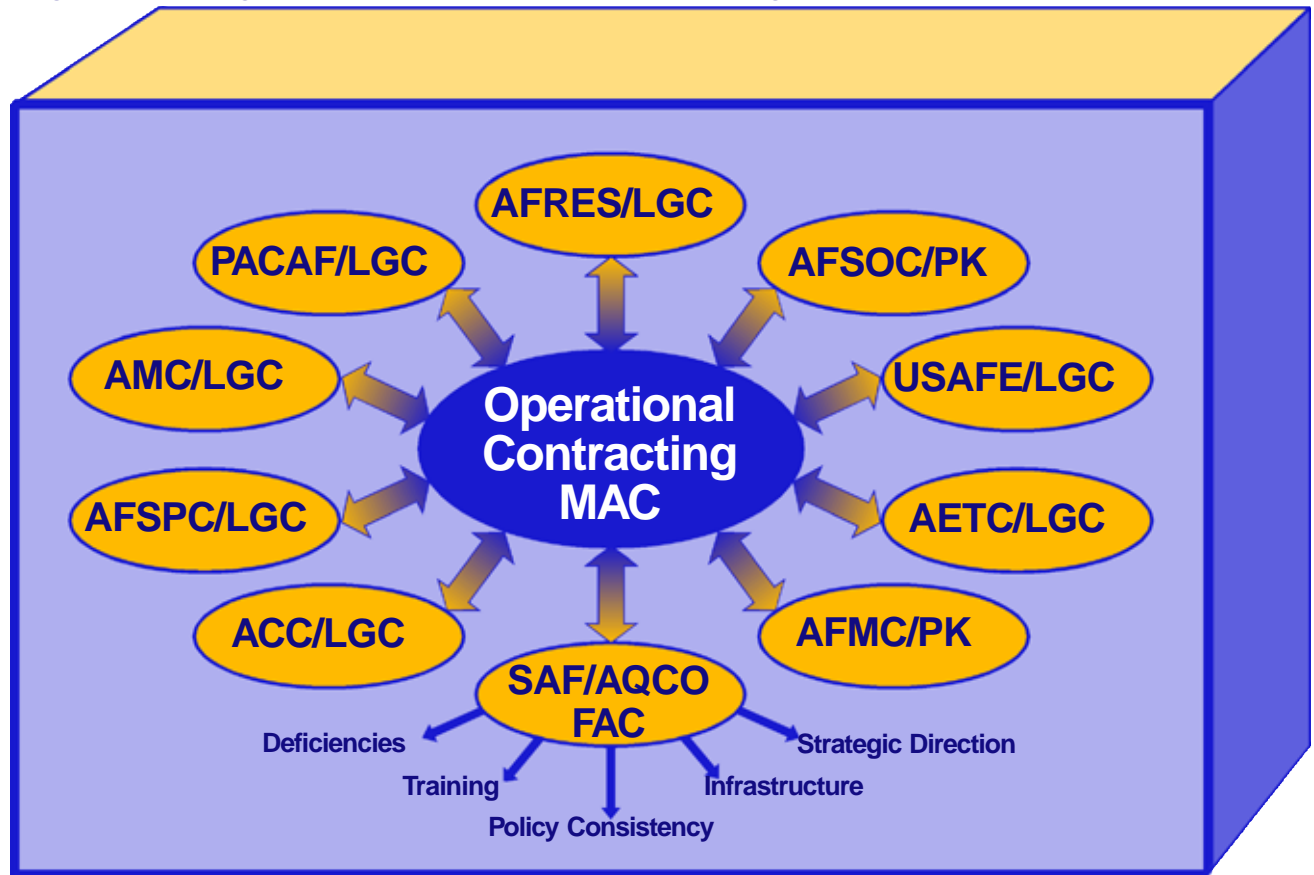 AFRES/LGC
PACAF/LGC
AFSOC/PK
AMC/LGC
USAFE/LGC
Operational
Contracting
MAC
AFSPC/LGC
AETC/LGC
ACC/LGC
AFMC/PK
SAF/AQCO
FAC
Deficiencies
Strategic Direction
Training
Infrastructure
Policy Consistency